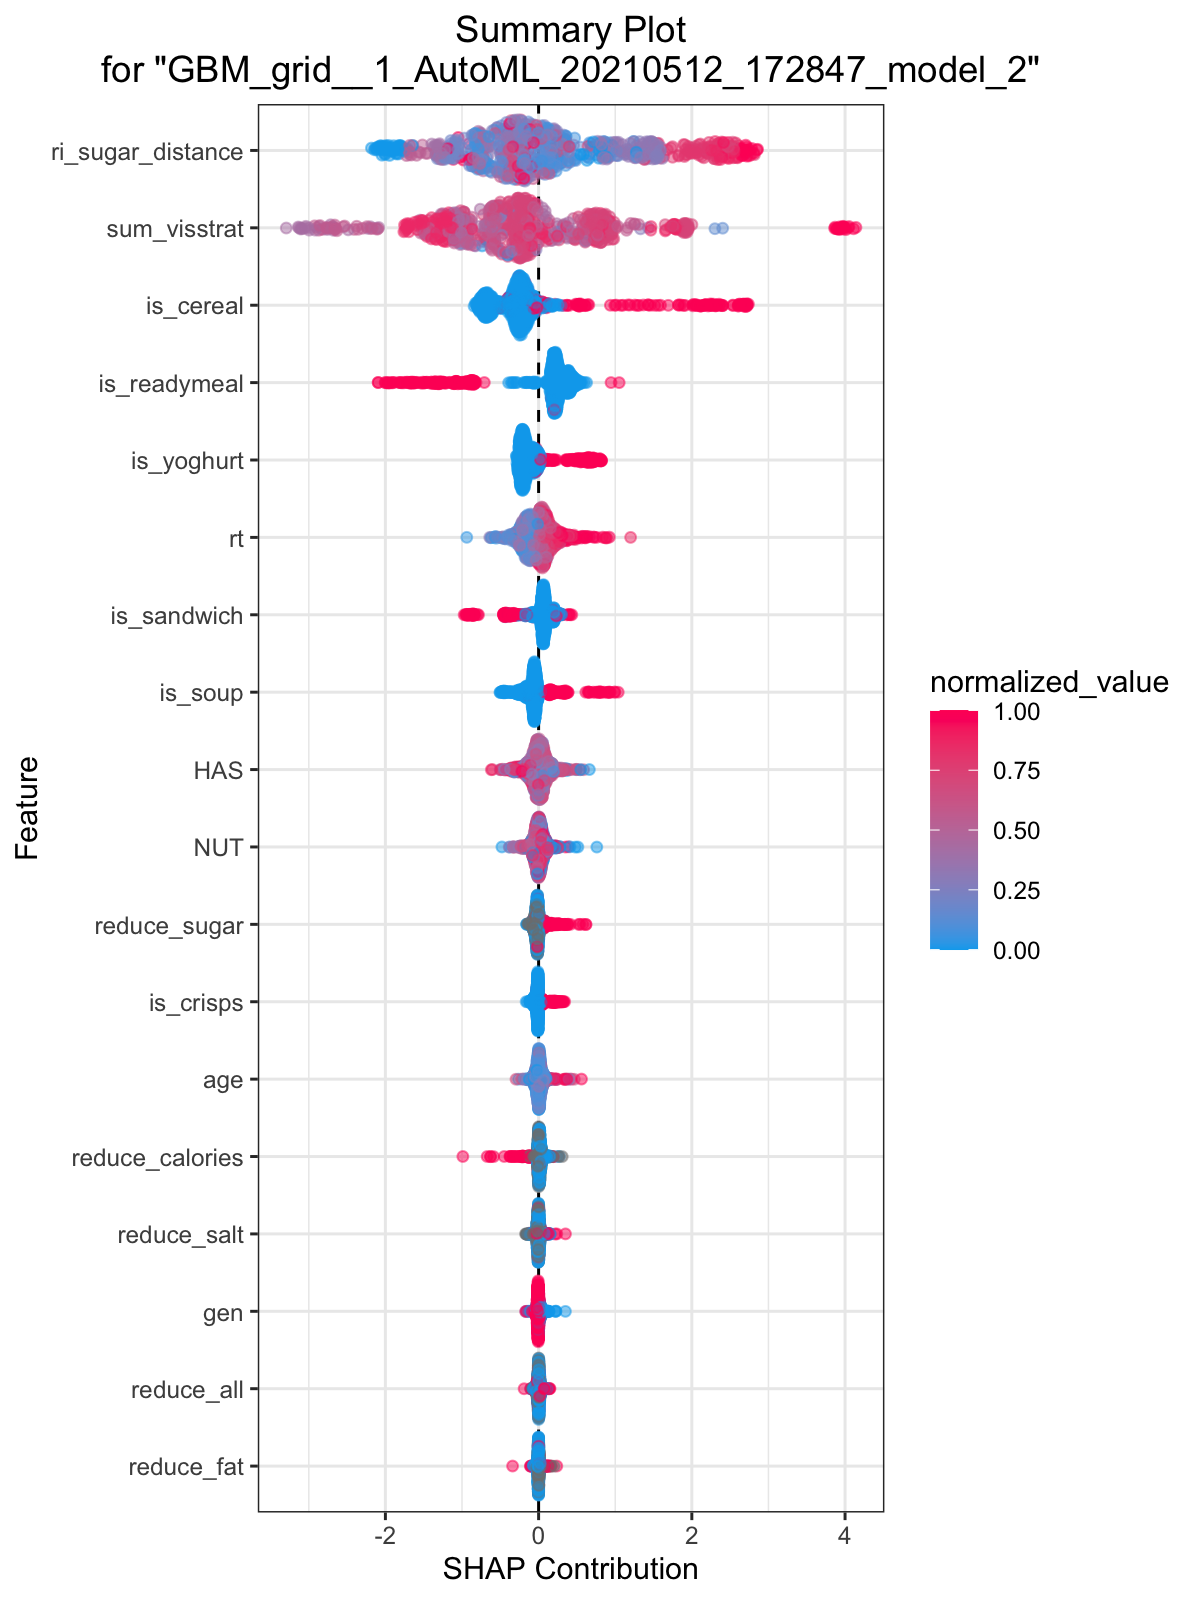 Summary Plot
for "GBM_grid__1_AutoML_20210512_172847_model_2"
ri_sugar_distance
sum_visstrat
is_cereal
is_readymeal
is_yoghurt
rt
is_sandwich
is_soup
HAS
NUT
reduce_sugar
is_crisps
age
reduce_calories
reduce_salt
gen
reduce_all
reduce_fat
Feature
-2 0 2 4
SHAP Contribution
normalized_value
1.00
0.75
0.50
0.25
0.00